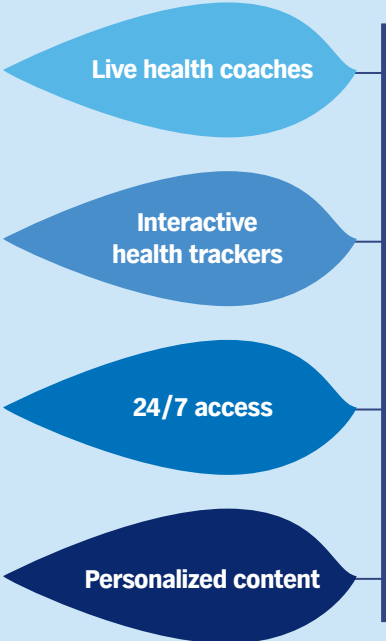 Live health coaches
Interactive
health trackers
24/7 access
Personalized content